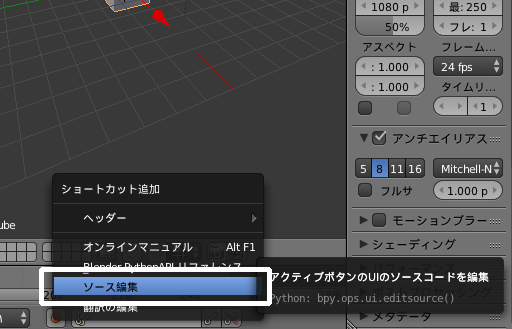 1080 p
最: 250
50%
フレ: 1
アスペクト
フレーム...
: 1.000
24 fps
: 1.000
タイムリ...
1
アンチエイリアス
5 8 11 16
Mitchell-N
フルサ
1.000 p
モーションブラー
シェーディング
メタデータ
ube
ショートカット追加
ヘッダー
オンラインマニュアル Alt F1
Blender PythonAPIリファレンス
ソース編集
翻訳の編集
アクティブボタンのUIのソースコードを編集
Python: bpy.ops.ui.editsource()